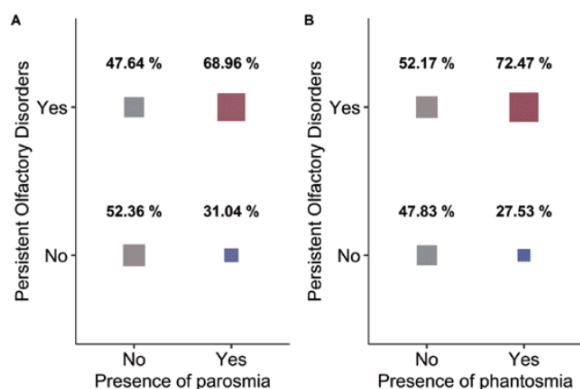 A
Persistent Olfactory Disorders
47.64 % 68.96 %
Yes
52.36 % 31.04 %
No
No Yes
Presence of parosmia
B
Persistent Olfactory Disorders
52.17 % 72.47 %
Yes
47.83 % 27.53 %
No
No Yes
Presence of phantosmia